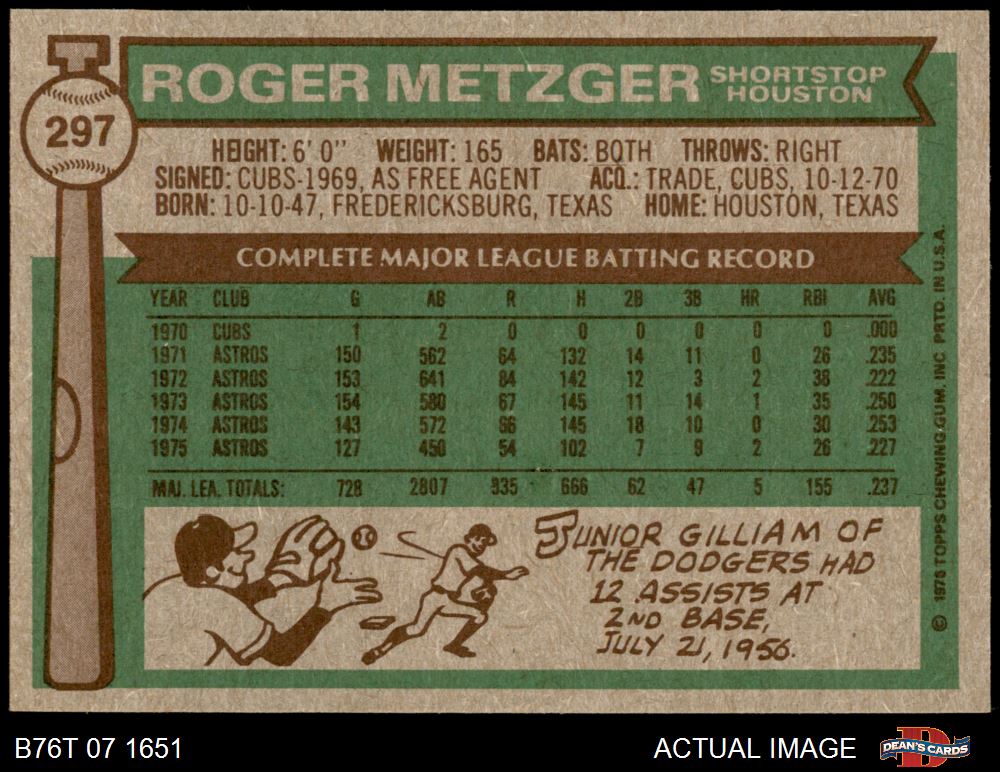 ROGER METZGER SHORTSTOP HOUSTON
297
HEIGHT: 6' 0" WEIGHT: 165 BATS: BOTH THROWS: RIGHT
SIGNED: CUBS-1969, AS FREE AGENT ACQ.: TRADE, CUBS, 10-12-70
BORN: 10-10-47, FREDERICKSBURG, TEXAS HOME: HOUSTON, TEXAS
COMPLETE MAJOR LEAGUE BATTING RECORD
YEAR CLUB G AB R H 2B 3B HR RBI AVG
1970 CUBS 1 2 0 0 0 0 0 0 .000
1971 ASTROS 150 562 64 132 14 11 0 26 .235
1972 ASTROS 153 641 84 142 12 3 2 38 .222
1973 ASTROS 154 580 67 145 11 14 1 35 .250
1974 ASTROS 143 572 66 145 18 10 0 30 .253
1975 ASTROS 127 450 54 102 7 9 2 26 .227
MAJ. LEA. TOTALS: 728 2807 335 666 62 47 5 155 .237
JUNIOR GILLIAM OF
THE DODGERS HAD
12 ASSISTS AT
2ND BASE,
JULY 21, 1956.
© 1976 TOPPS CHEWING GUM, INC. PRTD. IN U.S.A.
B76T 07 1651 ACTUAL IMAGE DEAN'S CARDS